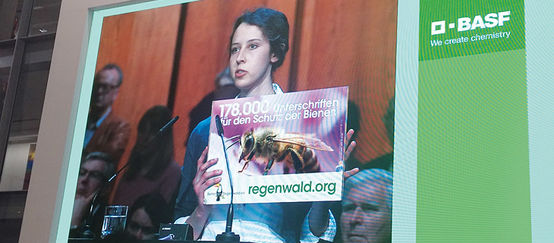 BASF
We create chemistry
178.000 Unterschriften
für den Schutz der Bienen
regenwald.org